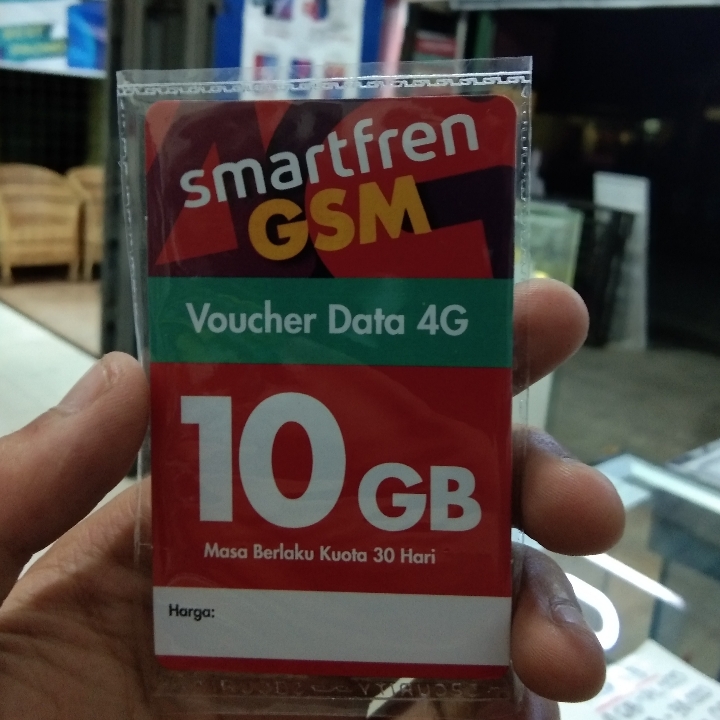 smartfren
GSM
Voucher Data 4G
10 GB
Masa Berlaku Kuota 30 Hari
Harga: